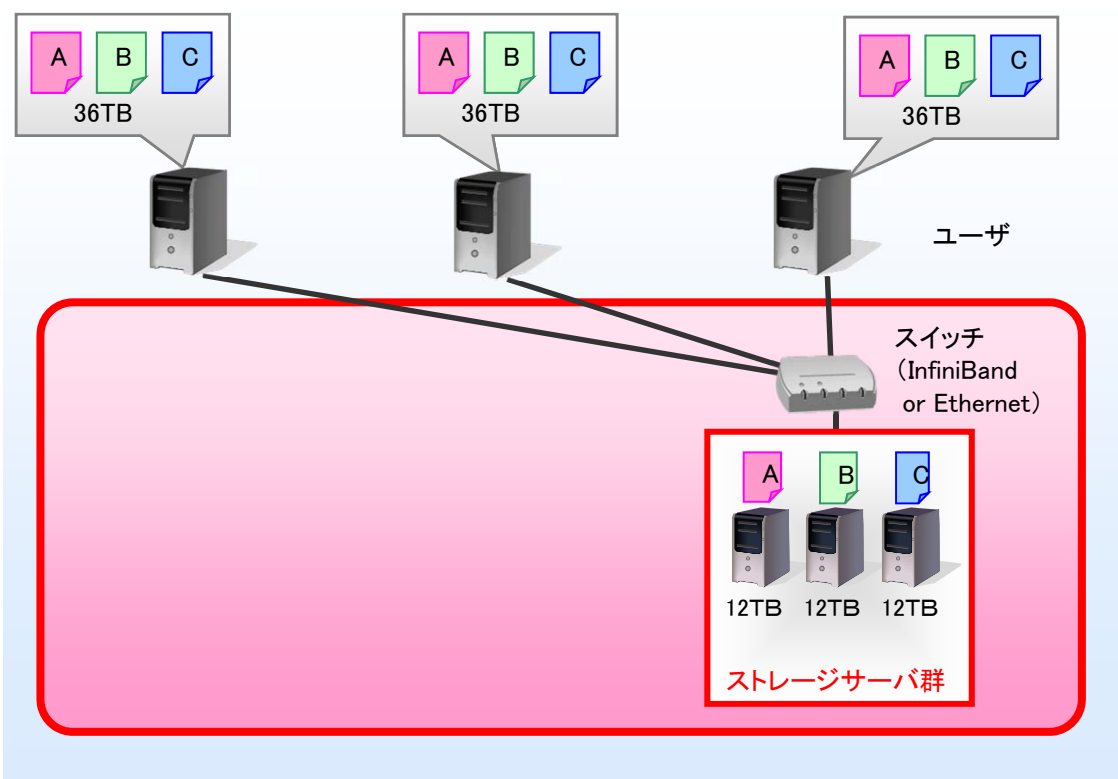 A B C
36TB
A B C
36TB
A B C
36TB
ユーザ
スイッチ
（InfiniBand
or Ethernet）
A B C
12TB 12TB 12TB
ストレージサーバ群